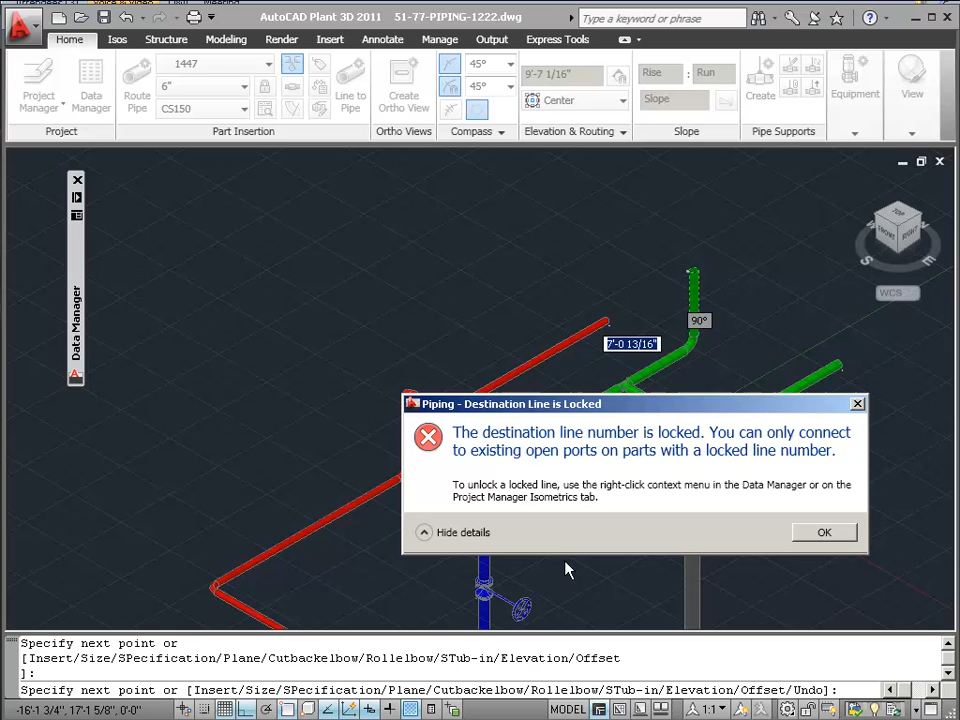 AutoCAD Plant 3D 2011    51-77-PIPING-1222.dwg
Type a keyword or phrase
Home Isos Structure Modeling Render Insert Annotate Manage Output Express Tools
1447 45° 9'-7 1/16" Rise : Run
Project Manager
Data Manager
Route Pipe
6"
CS150
Line to Pipe
Create Ortho View
45°
Center
Slope
Create
Equipment
View
Project Part Insertion Ortho Views Compass Elevation & Routing Slope Pipe Supports
TOP
FRONT RIGHT
W S E
WCS
Data Manager
90°
7'-0 13/16"
Piping - Destination Line is Locked
The destination line number is locked. You can only connect
to existing open ports on parts with a locked line number.
To unlock a locked line, use the right-click context menu in the Data Manager or on the
Project Manager Isometrics tab.
Hide details OK
Specify next point or
[Insert/Size/SPecification/Plane/Cutbackelbow/Rollelbow/STub-in/Elevation/Offset
]:
Specify next point or [Insert/Size/SPecification/Plane/Cutbackelbow/Rollelbow/STub-in/Elevation/Offset/Undo]:
-16'-1 3/4", 17'-1 5/8", 0'-0" MODEL 1:1